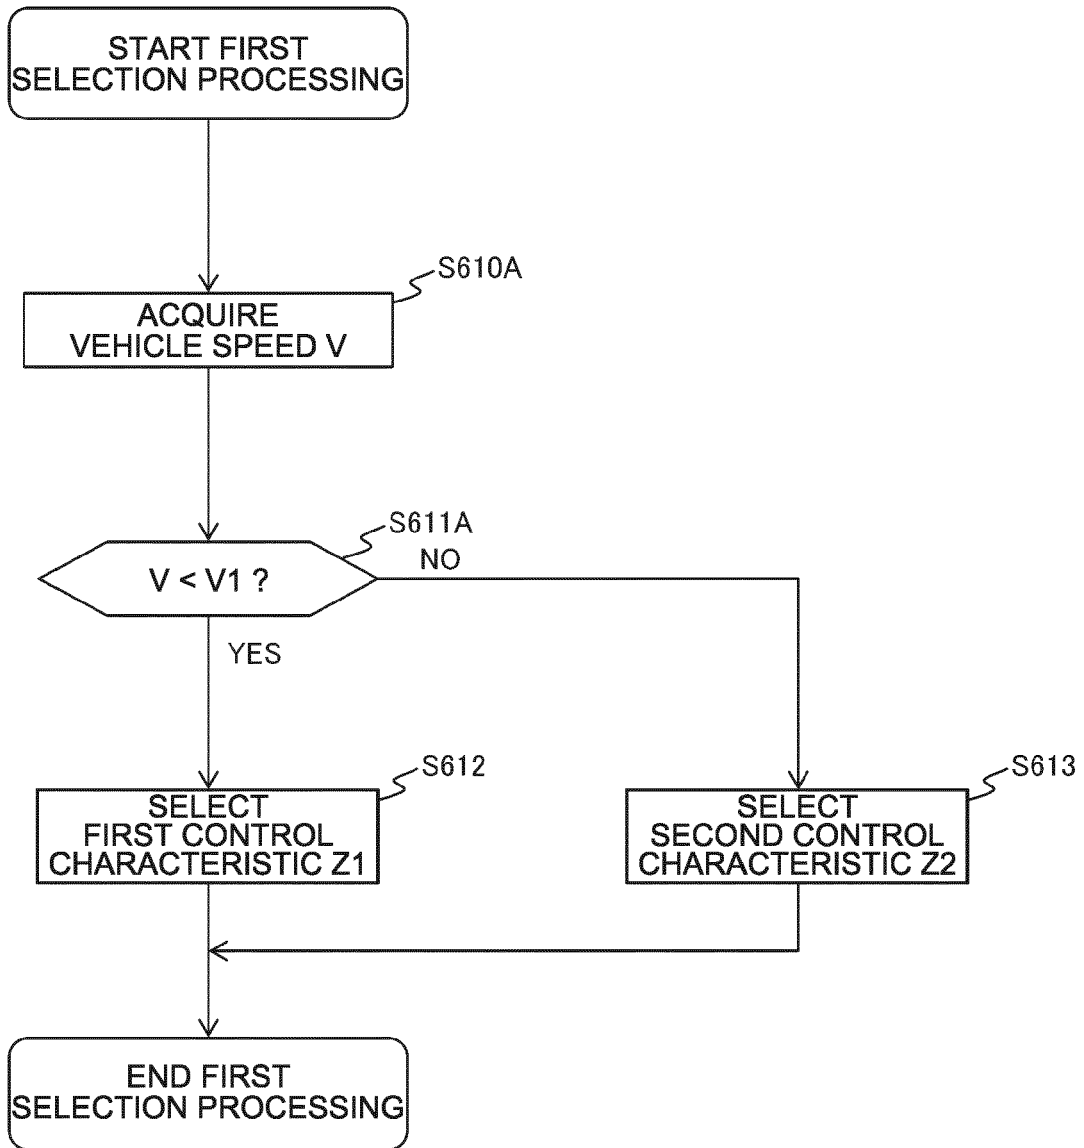 START FIRST
SELECTION PROCESSING
S610A
ACQUIRE
VEHICLE SPEED V
S611A
V < V1 ?
NO
YES
S612
SELECT
FIRST CONTROL
CHARACTERISTIC Z1
S613
SELECT
SECOND CONTROL
CHARACTERISTIC Z2
END FIRST
SELECTION PROCESSING